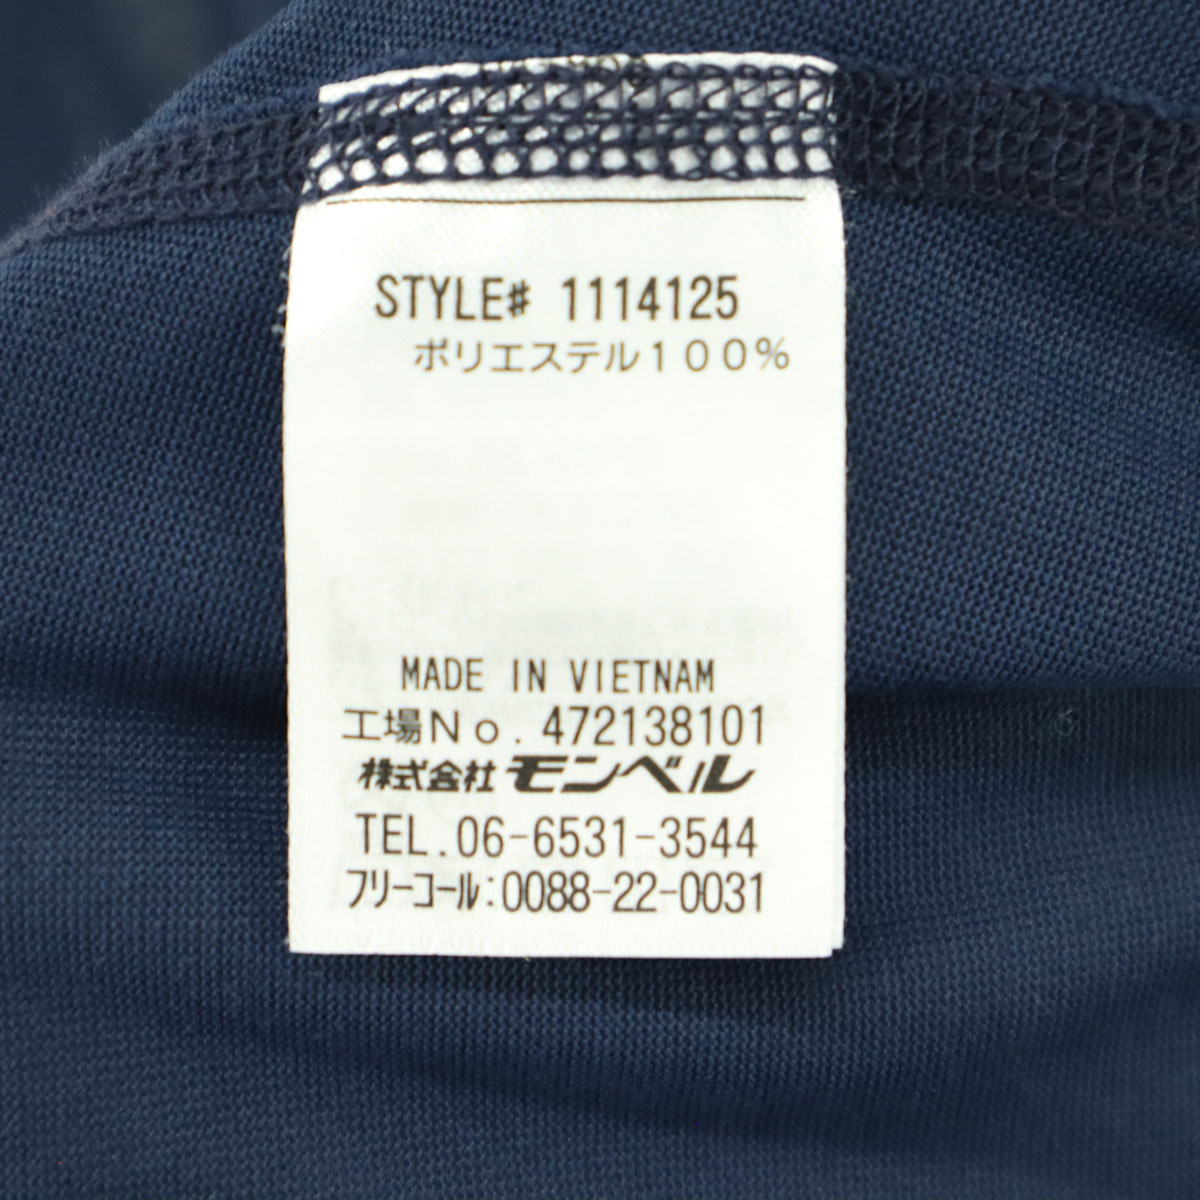 STYLE# 1114125
ポリエステル１００％
MADE IN VIETNAM
工場Ｎｏ. 472138101
株式会社 モンベル
TEL.06-6531-3544
フリーコール:0088-22-0031